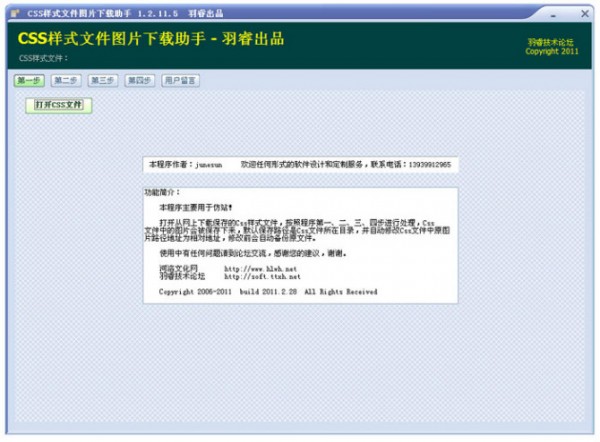 CSS样式文件图片下载助手 1.2.11.5 羽睿出品
CSS样式文件图片下载助手 - 羽睿出品
羽睿技术论坛
CSS样式文件：
Copyright 2011
第一步 第二步 第三步 第四步 用户留言
打开CSS文件
本程序作者：junesun 欢迎任何形式的软件设计和定制服务，联系电话：13939912965
功能简介：
本程序主要用于仿站！
打开从网上下载保存的Css样式文件，按照程序第一、二、三、四步进行处理，Css
文件中的图片会被保存下来，默认保存路径是Css文件所在目录，并自动修改Css文件中原图
片路径地址为相对地址，修改前会自动备份原文件。
使用中有任何问题请到论坛交流，感谢您的建议，谢谢。
河洛文化网 http://www.hlwh.net
羽睿技术论坛 http://soft.ttxh.net
Copyright 2006-2011 build 2011.2.28 All Rights Received